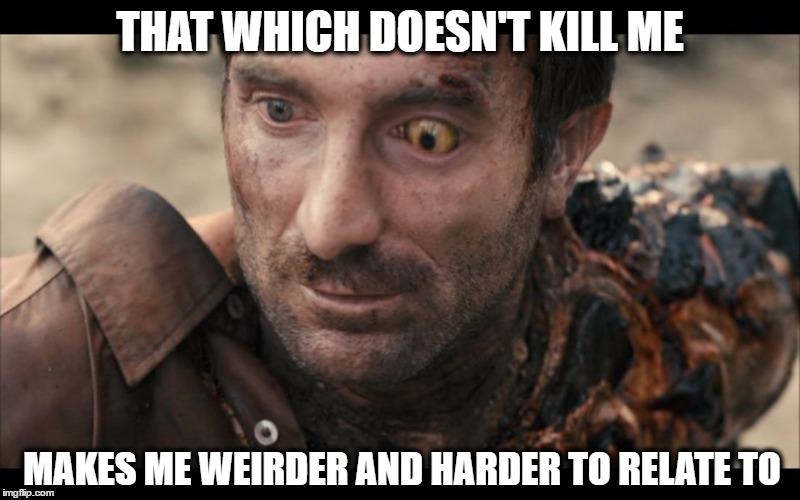 THAT WHICH DOESN'T KILL ME
MAKES ME WEIRDER AND HARDER TO RELATE TO
imgflip.com